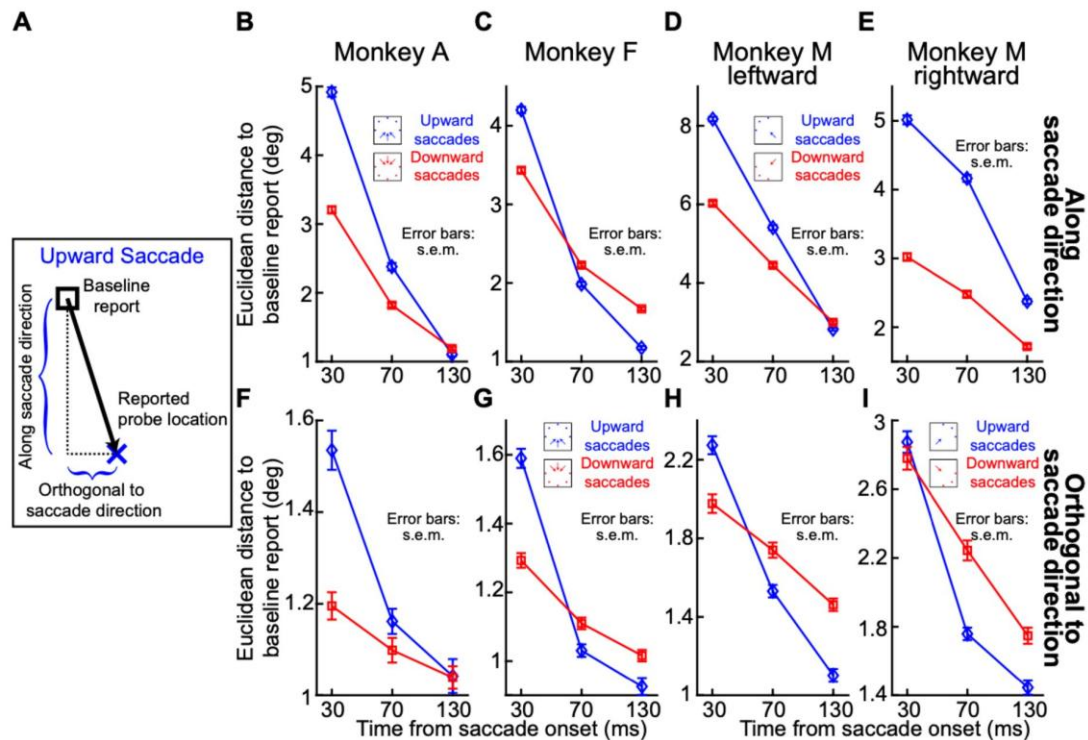 A
B
C
D
E
Monkey A
Monkey F
Monkey M
leftward
Monkey M
rightward
Upward Saccade
Baseline
report
Along saccade direction
Reported
probe location
Orthogonal to
saccade direction
Euclidean distance to
baseline report (deg)
5
4
3
2
1
30
70
130
Upward
saccades
Downward
saccades
Error bars:
s.e.m.
4
3
2
1
30
70
130
Error bars:
s.e.m.
8
6
4
2
30
70
130
Upward
saccades
Downward
saccades
Error bars:
s.e.m.
5
4
3
2
30
70
130
Error bars:
s.e.m.
Along
saccade direction
F
G
H
I
Euclidean distance to
baseline report (deg)
1.6
1.4
1.2
1
30
70
130
Error bars:
s.e.m.
1.6
1.4
1.2
1
30
70
130
Upward
saccades
Downward
saccades
Error bars:
s.e.m.
2.2
1.8
1.4
1
30
70
130
Error bars:
s.e.m.
3
2.6
2.2
1.8
1.4
30
70
130
Upward
saccades
Downward
saccades
Error bars:
s.e.m.
Orthogonal to
saccade direction
Time from saccade onset (ms)
Time from saccade onset (ms)